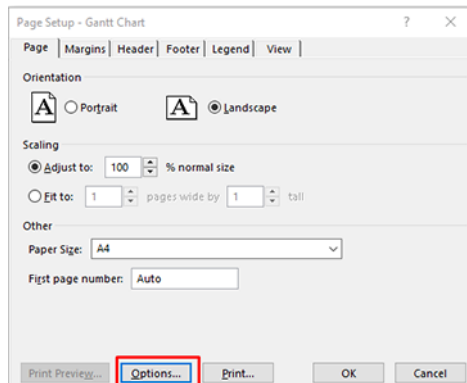 Page Setup - Gantt Chart ? ×
Page Margins Header Footer Legend View
Orientation
A Portrait A Landscape
Scaling
Adjust to: 100 % normal size
Fit to: 1 pages wide by 1 tall
Other
Paper Size: A4
First page number: Auto
Print Preview... Options... Print... OK Cancel